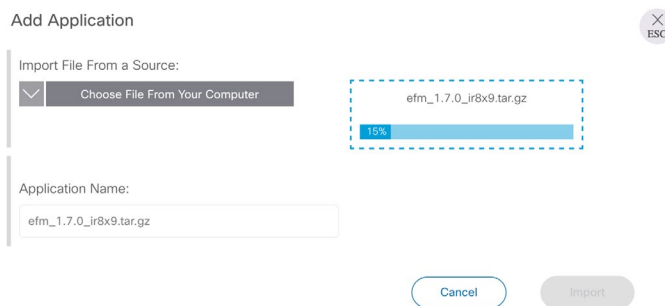 Add Application
ESC
Import File From a Source:
Choose File From Your Computer
efm_1.7.0_ir8x9.tar.gz
15%
Application Name:
efm_1.7.0_ir8x9.tar.gz
Cancel
Import